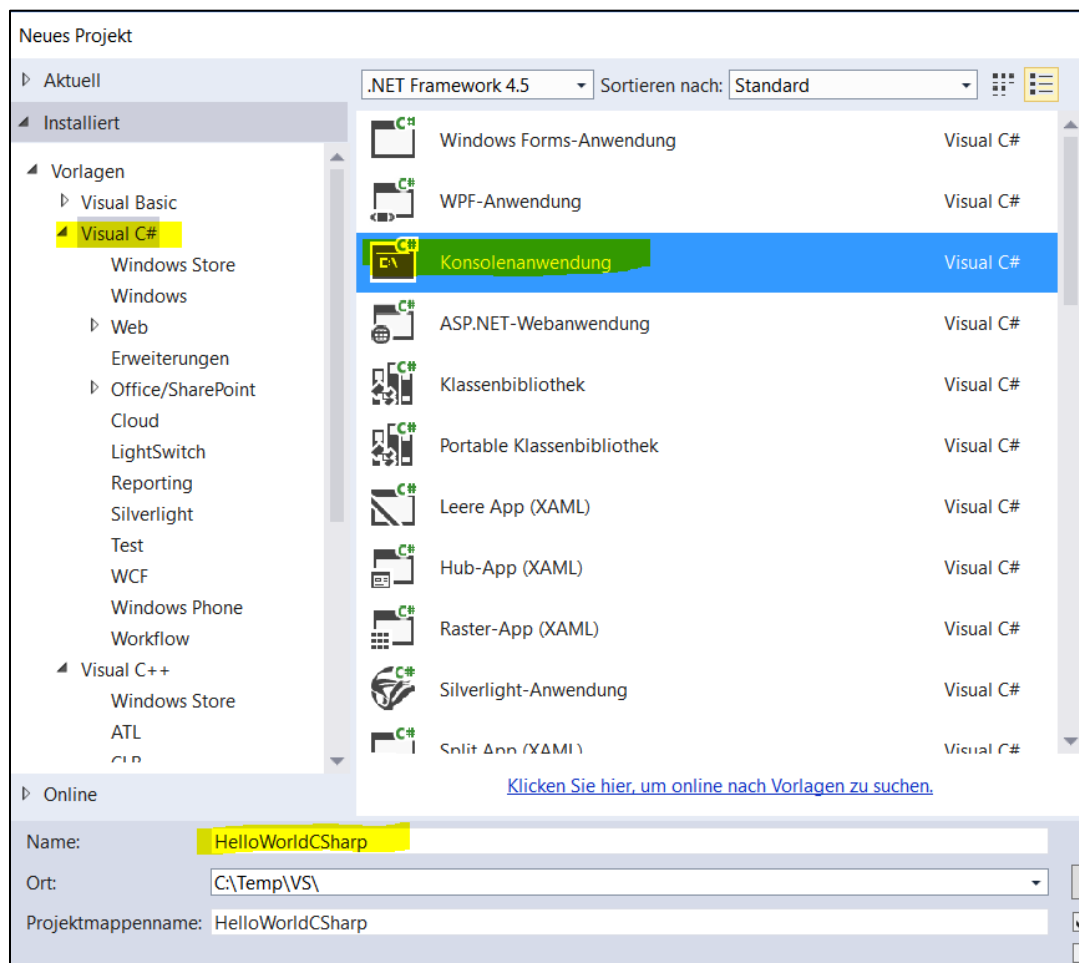 Neues Projekt
Aktuell
Installiert
Vorlagen
Visual Basic
Visual C#
Windows Store
Windows
Web
Erweiterungen
Office/SharePoint
Cloud
LightSwitch
Reporting
Silverlight
Test
WCF
Windows Phone
Workflow
Visual C++
Windows Store
ATL
Online
.NET Framework 4.5 Sortieren nach: Standard
C# Windows Forms-Anwendung Visual C#
C# WPF-Anwendung Visual C#
C# C:\ Konsolenanwendung Visual C#
C# ASP.NET-Webanwendung Visual C#
C# Klassenbibliothek Visual C#
C# Portable Klassenbibliothek Visual C#
C# Leere App (XAML) Visual C#
C# Hub-App (XAML) Visual C#
C# Raster-App (XAML) Visual C#
C# Silverlight-Anwendung Visual C#
C# Split App (XAML) Visual C#
Klicken Sie hier, um online nach Vorlagen zu suchen.
Name: HelloWorldCSharp
Ort: C:\Temp\VS\
Projektmappenname: HelloWorldCSharp